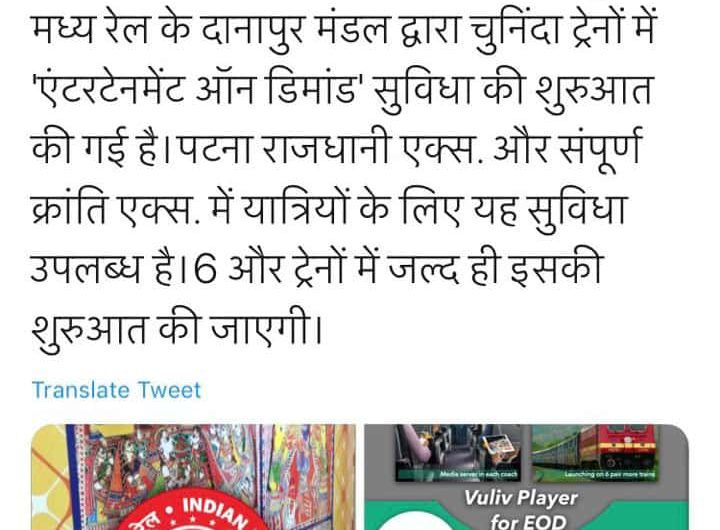 मध्य रेल के दानापुर मंडल द्वारा चुनिंदा ट्रेनों में
'एंटरटेनमेंट ऑन डिमांड' सुविधा की शुरुआत
की गई है।पटना राजधानी एक्स. और संपूर्ण
क्रांति एक्स. में यात्रियों के लिए यह सुविधा
उपलब्ध है।6 और ट्रेनों में जल्द ही इसकी
शुरुआत की जाएगी।
Translate Tweet
Media server in each coach
Launching on 6 pair more trains
रेल • INDIAN
Vuliv Player
for EOD